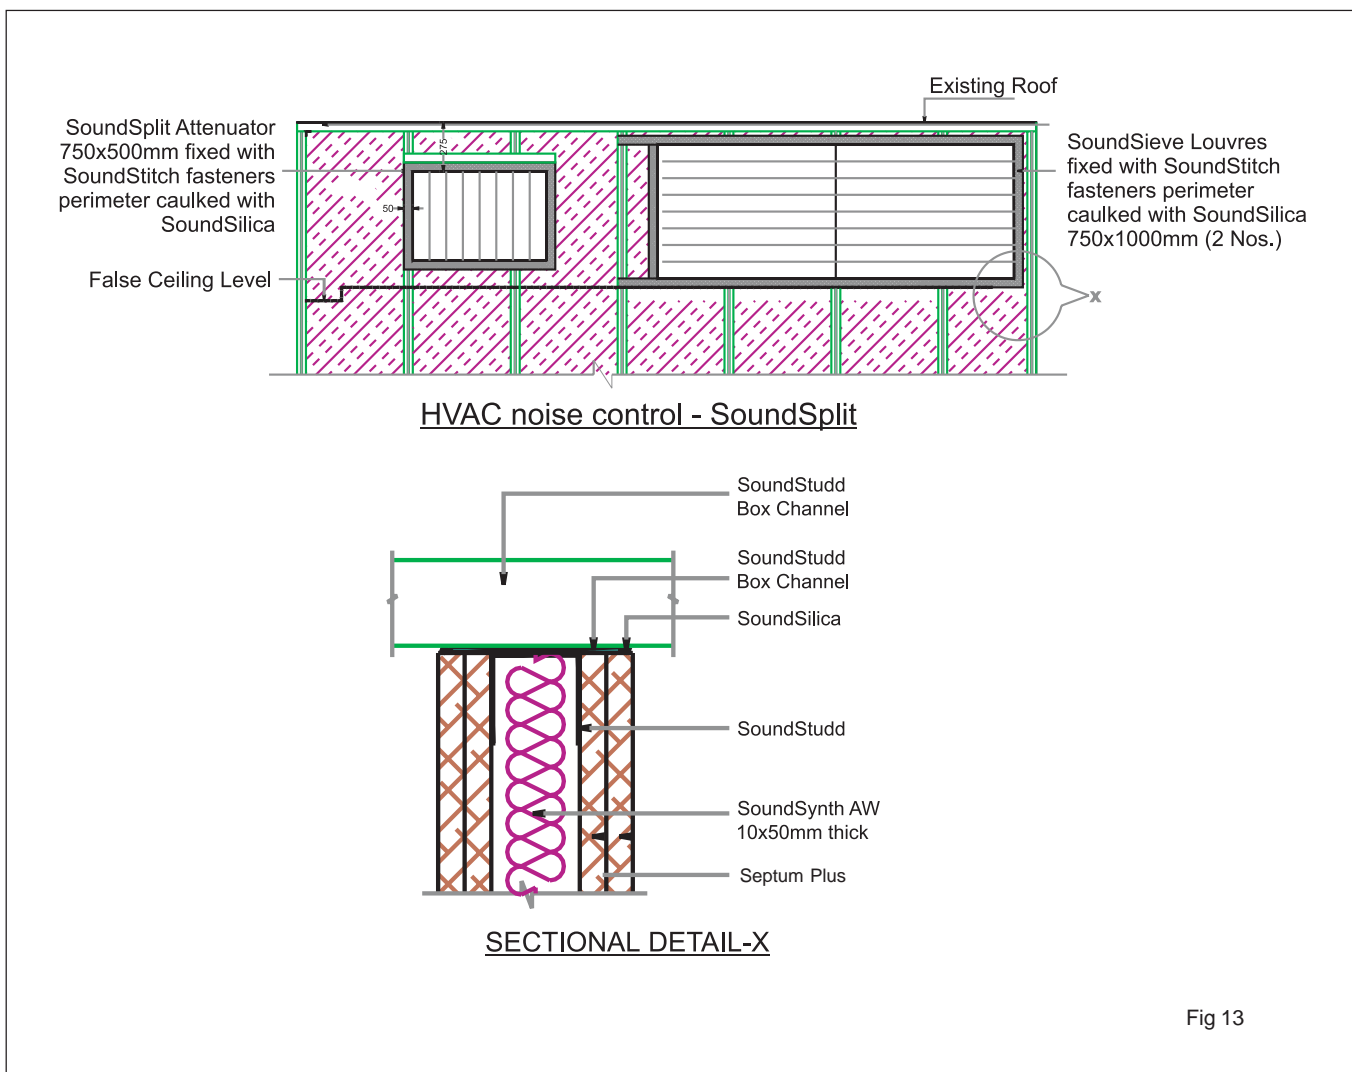 Existing Roof
SoundSplit Attenuator
750x500mm fixed with
SoundStitch fasteners
perimeter caulked with
SoundSilica
275
50
SoundSieve Louvres
fixed with SoundStitch
fasteners perimeter
caulked with SoundSilica
750x1000mm (2 Nos.)
False Ceiling Level
x
HVAC noise control - SoundSplit
SoundStudd
Box Channel
SoundStudd
Box Channel
SoundSilica
SoundStudd
SoundSynth AW
10x50mm thick
Septum Plus
SECTIONAL DETAIL-X
Fig 13